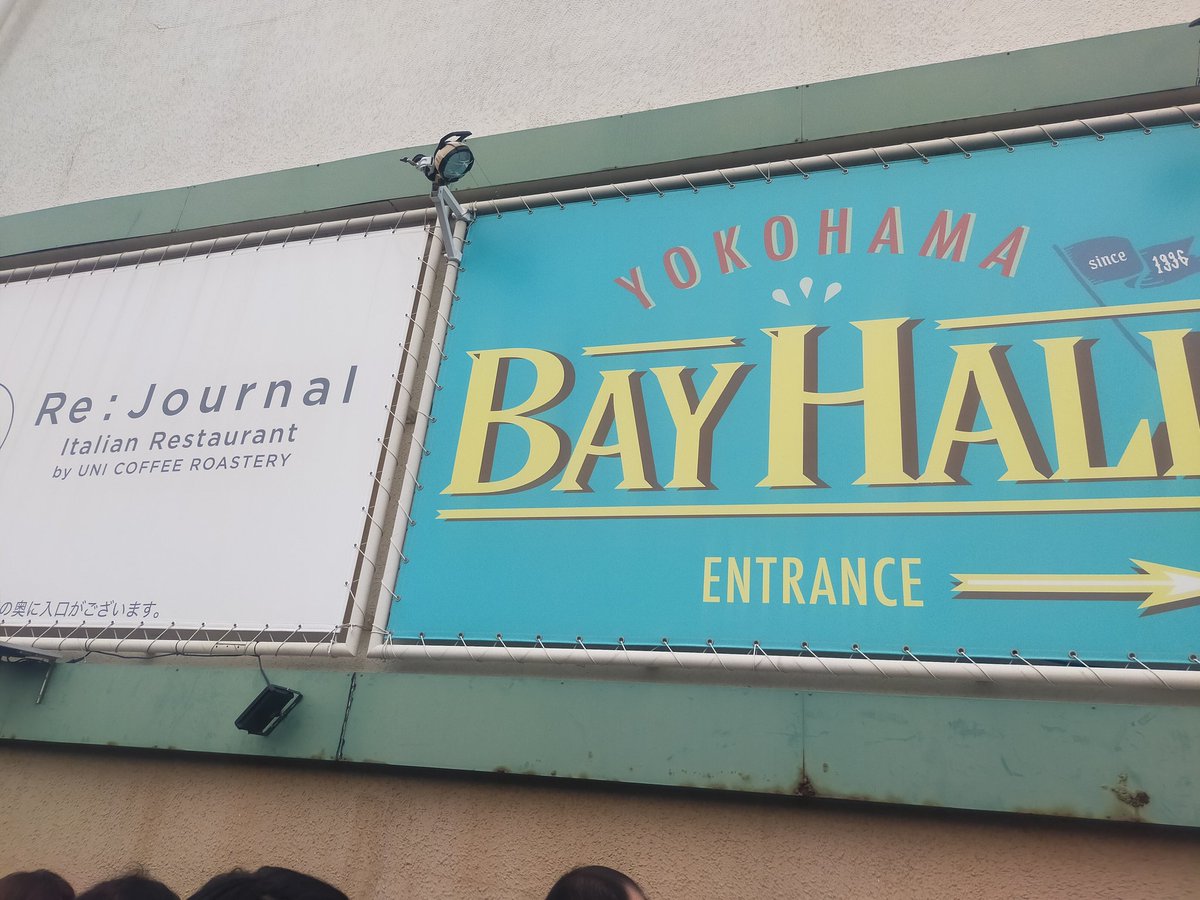 Re:Journal
Italian Restaurant
by UNI COFFEE ROASTERY
の奥に入口がございます。
YOKOHAMA
since 1996
BAY HALL
ENTRANCE